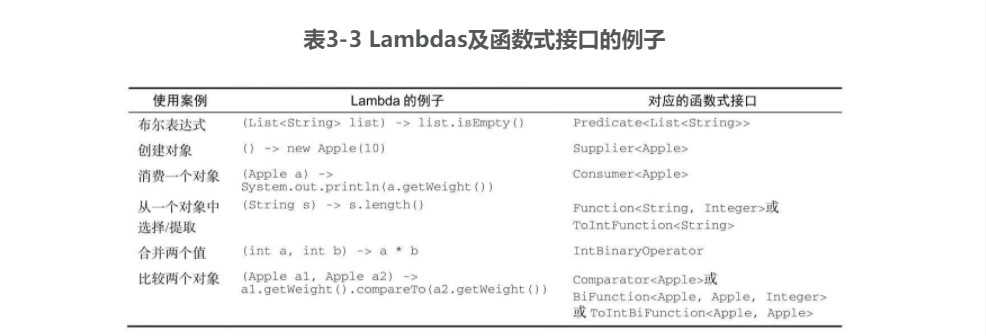 表3-3 Lambdas及函数式接口的例子
使用案例 Lambda 的例子 对应的函数式接口
布尔表达式 (List<String> list) -> list.isEmpty() Predicate<List<String>>
创建对象 () -> new Apple(10) Supplier<Apple>
消费一个对象 (Apple a) -> Consumer<Apple>
System.out.println(a.getWeight())
从一个对象中 (String s) -> s.length() Function<String, Integer>或
选择/提取 ToIntFunction<String>
合并两个值 (int a, int b) -> a * b IntBinaryOperator
比较两个对象 (Apple a1, Apple a2) -> Comparator<Apple>或
a1.getWeight().compareTo(a2.getWeight()) BiFunction<Apple, Apple, Integer>
或 ToIntBiFunction<Apple, Apple>